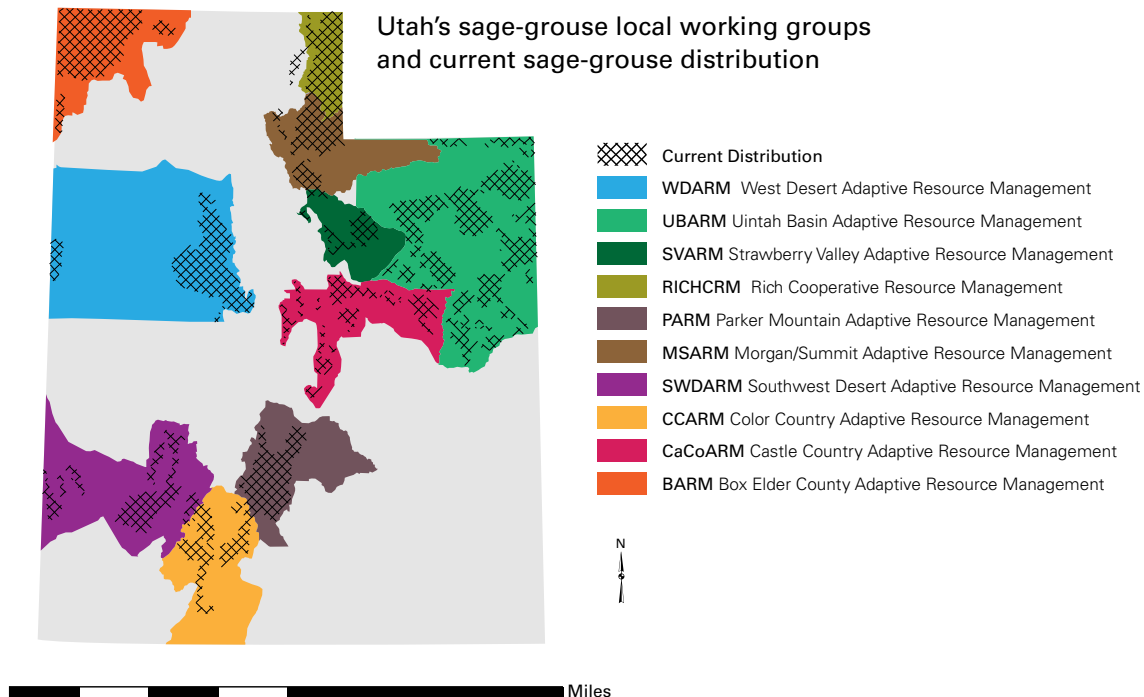 Utah's sage-grouse local working groups
and current sage-grouse distribution
Current Distribution
WDARM West Desert Adaptive Resource Management
UBARM Uintah Basin Adaptive Resource Management
SVARM Strawberry Valley Adaptive Resource Management
RICHCRM Rich Cooperative Resource Management
PARM Parker Mountain Adaptive Resource Management
MSARM Morgan/Summit Adaptive Resource Management
SWDARM Southwest Desert Adaptive Resource Management
CCARM Color Country Adaptive Resource Management
CaCoARM Castle Country Adaptive Resource Management
BARM Box Elder County Adaptive Resource Management
N
Miles